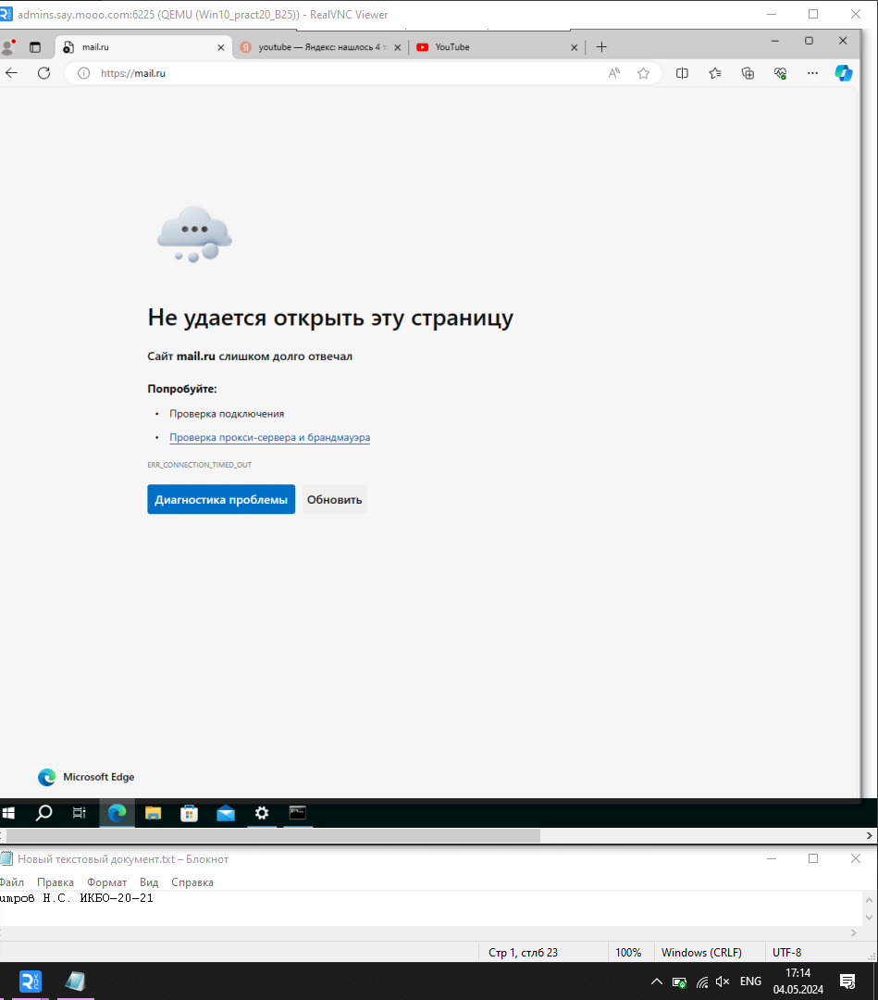 admins.say.mooo.com:6225 (QEMU (Win10_pract20_B25)) - RealVNC Viewer
mail.ru
youtube — Яндекс: нашлось 4
YouTube
https://mail.ru
Не удается открыть эту страницу
Сайт mail.ru слишком долго отвечал
Попробуйте:
• Проверка подключения
• Проверка прокси-сервера и брандмауэра
ERR_CONNECTION_TIMED_OUT
Диагностика проблемы Обновить
Microsoft Edge
Новый текстовый документ.txt – Блокнот
Файл Правка Формат Вид Справка
итров Н.С. ИКБО-20-21
Стр 1, стлб 23 100% Windows (CRLF) UTF-8
ENG
17:14
04.05.2024